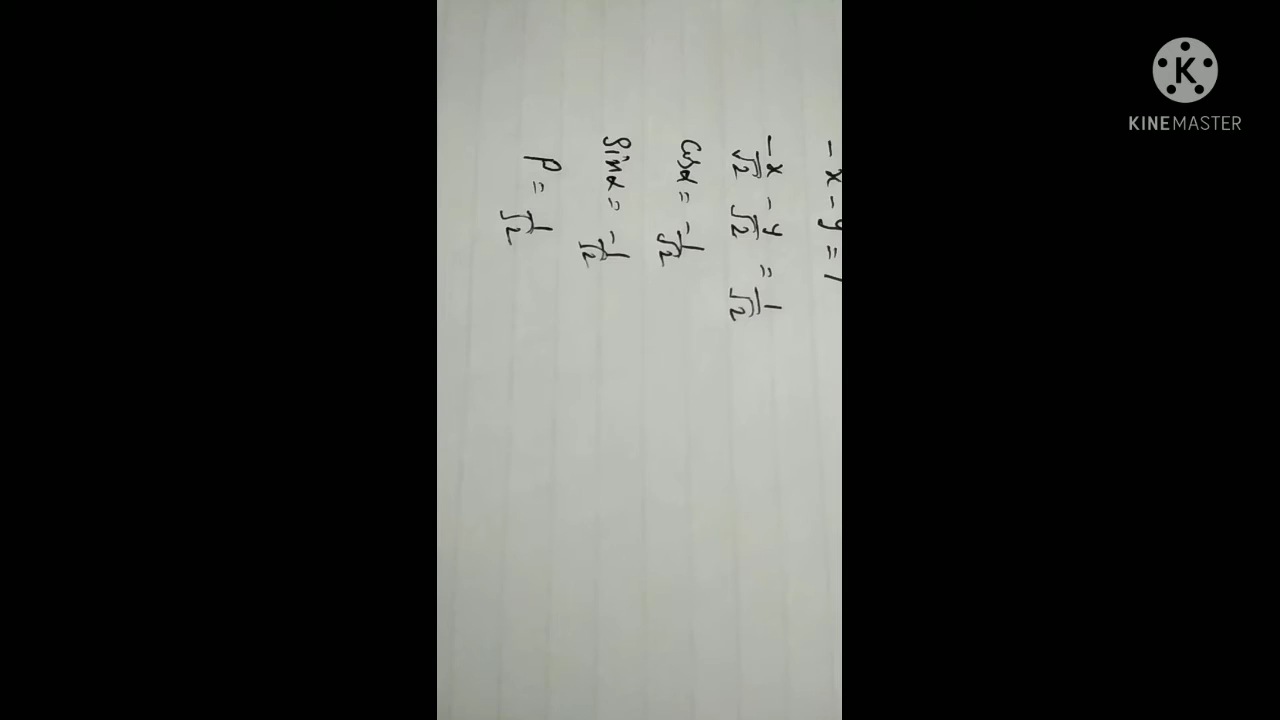 -x - y = 1
-x/√2 - y/√2 = 1/√2
Cosα = -1/√2
Sinα = -1/√2
P = 1/√2
K
KINEMASTER